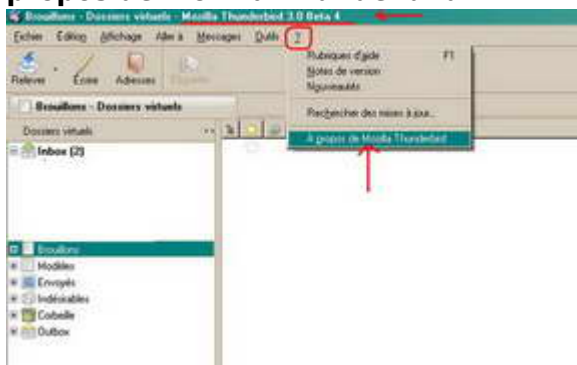 Brouillons - Dossiers virtuels - Mozilla Thunderbird 3.0 Beta 4
Fichier Edition Affichage Aller à Messages Outils ?
Rubriques d'aide F1
Notes de version
Nouveautés
Rechercher des mises à jour...
À propos de Mozilla Thunderbird
Relever Écrire Adresses
Brouillons - Dossiers virtuels
Dossiers virtuels
Inbox (2)
Brouillons
Modèles
Envoyés
Indésirables
Corbeille
Outbox